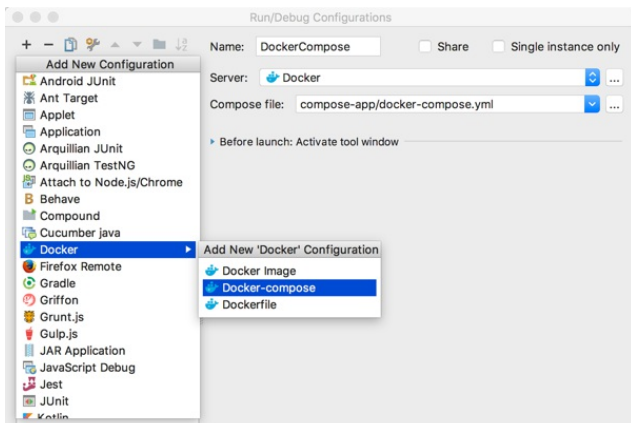 Run/Debug Configurations
Name: DockerCompose Share Single instance only
Add New Configuration
Server: Docker ...
Compose file: compose-app/docker-compose.yml ...
Before launch: Activate tool window
Android JUnit
Ant Target
Applet
Application
Arquillian JUnit
Arquillian TestNG
Attach to Node.js/Chrome
Behave
Compound
Cucumber java
Docker
Firefox Remote
Gradle
Griffon
Grunt.js
Gulp.js
JAR Application
JavaScript Debug
Jest
JUnit
Kotlin
Add New 'Docker' Configuration
Docker Image
Docker-compose
Dockerfile